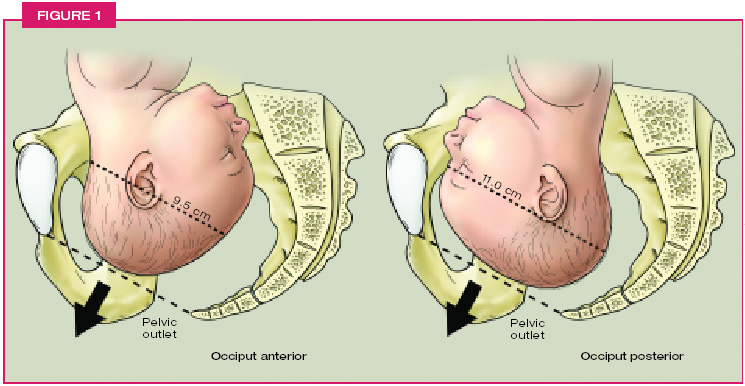 FIGURE 1
9.5 cm
Pelvic
outlet
Occiput anterior
11.0 cm
Pelvic
outlet
Occiput posterior